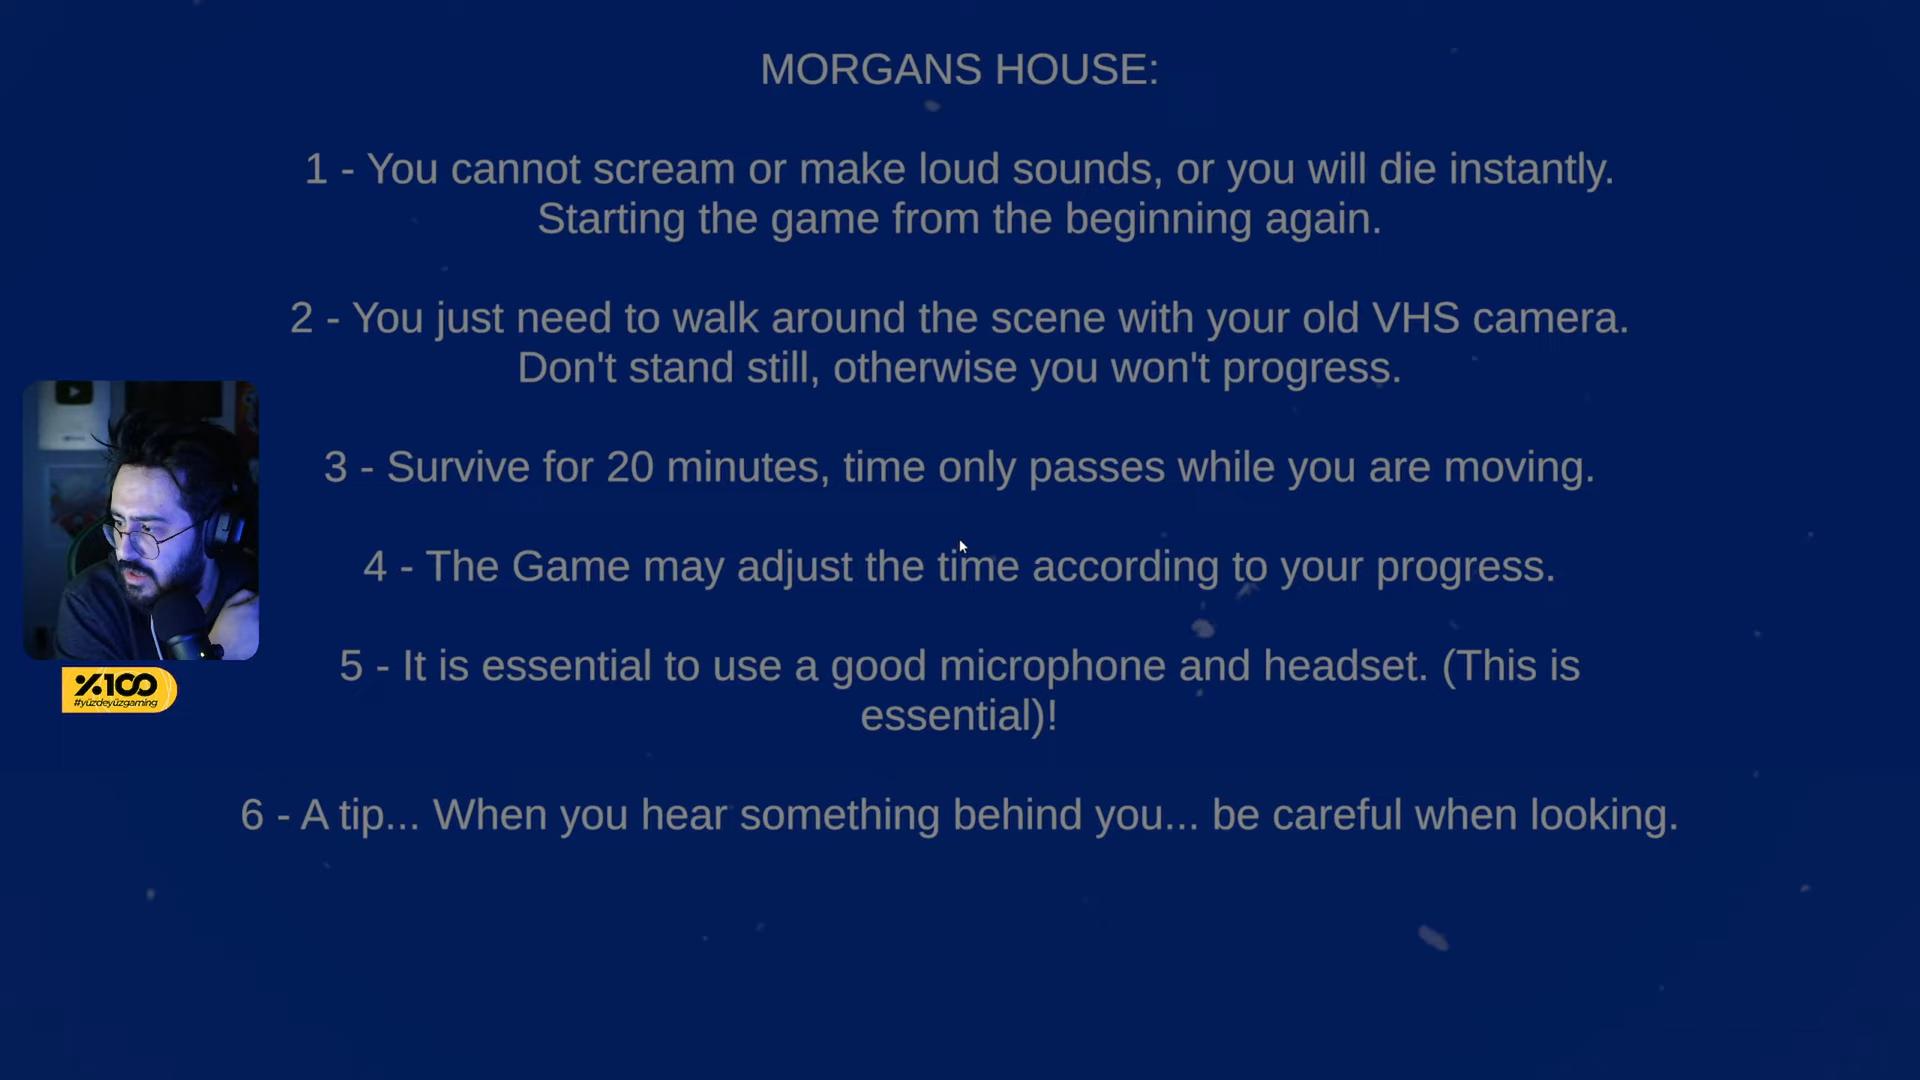 MORGANS HOUSE:
1 - You cannot scream or make loud sounds, or you will die instantly.
Starting the game from the beginning again.
2 - You just need to walk around the scene with your old VHS camera.
Don't stand still, otherwise you won't progress.
3 - Survive for 20 minutes, time only passes while you are moving.
4 - The Game may adjust the time according to your progress.
5 - It is essential to use a good microphone and headset. (This is
essential)!
%100
#yüzdeyüzgaming
6 - A tip... When you hear something behind you... be careful when looking.